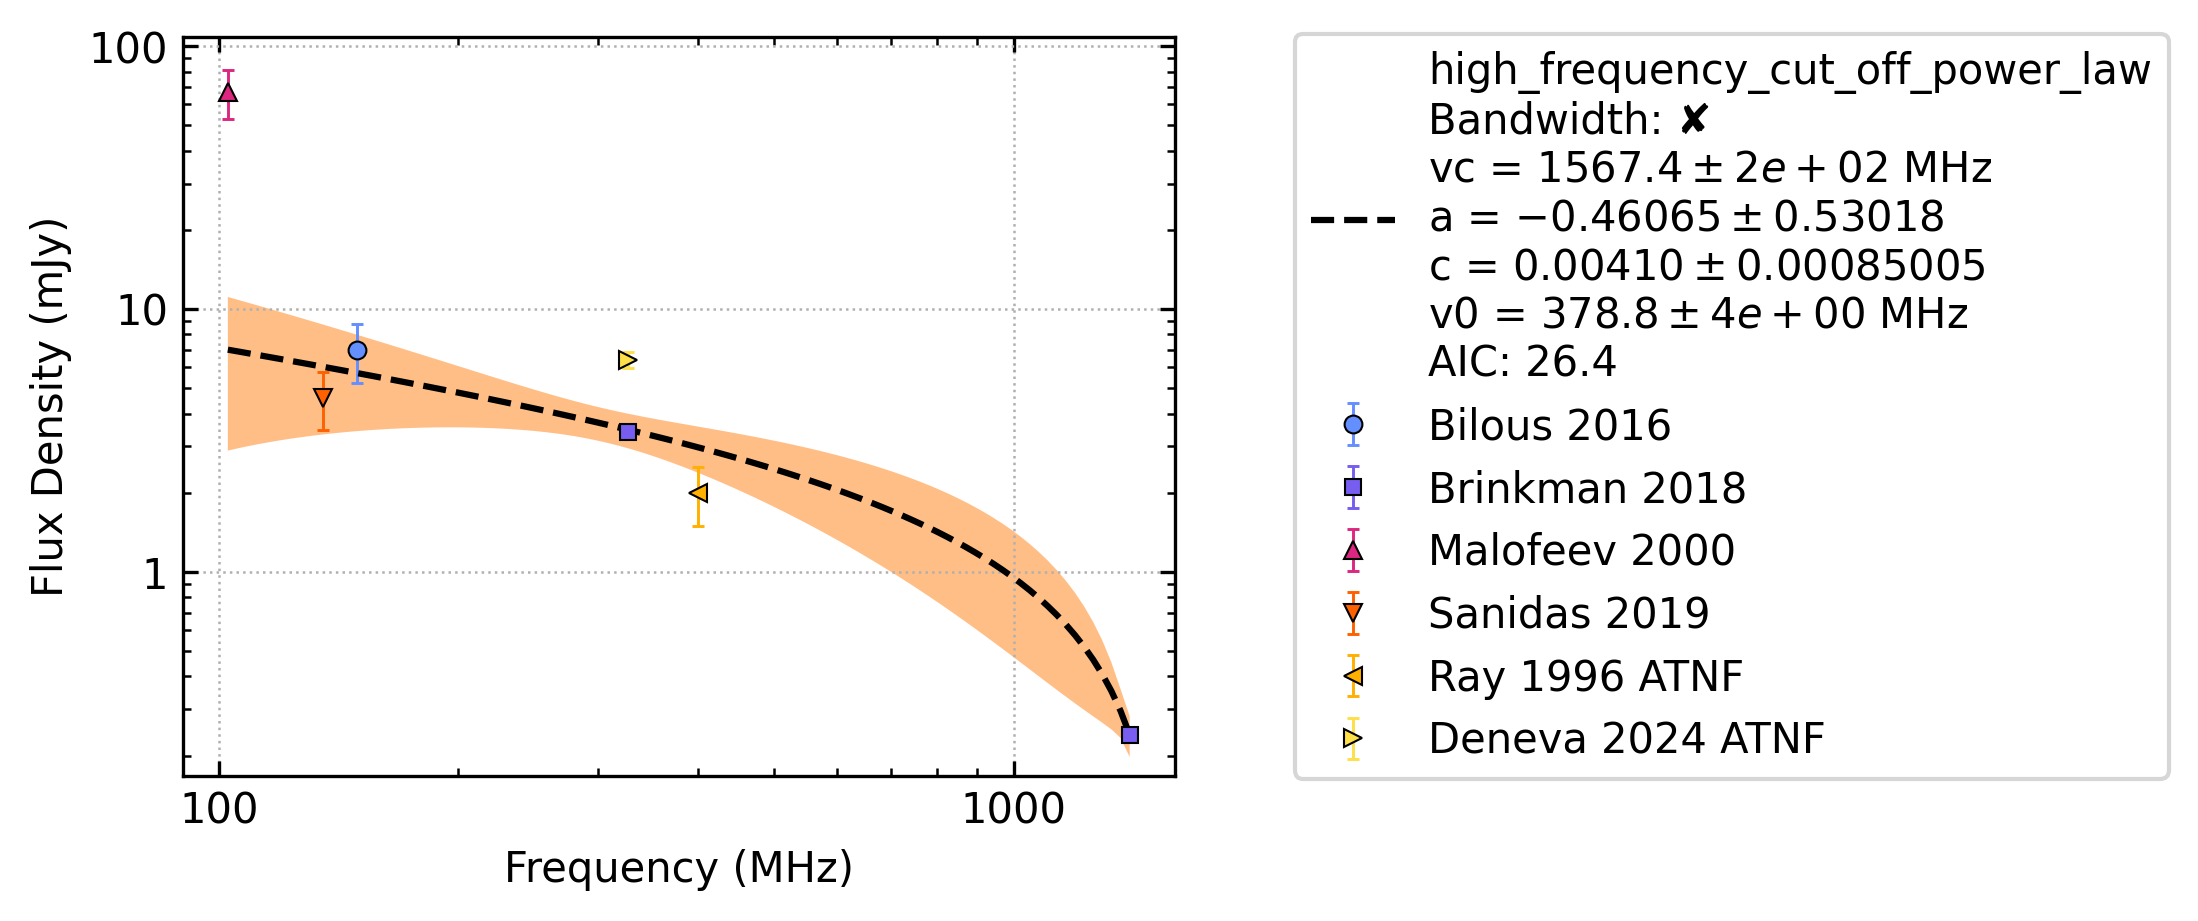 100
10
1
Flux Density (mJy)
100
1000
Frequency (MHz)
high_frequency_cut_off_power_law
Bandwidth: ✘
vc = 1567.4 ± 2e + 02 MHz
a = −0.46065 ± 0.53018
c = 0.00410 ± 0.00085005
v0 = 378.8 ± 4e + 00 MHz
AIC: 26.4
Bilous 2016
Brinkman 2018
Malofeev 2000
Sanidas 2019
Ray 1996 ATNF
Deneva 2024 ATNF